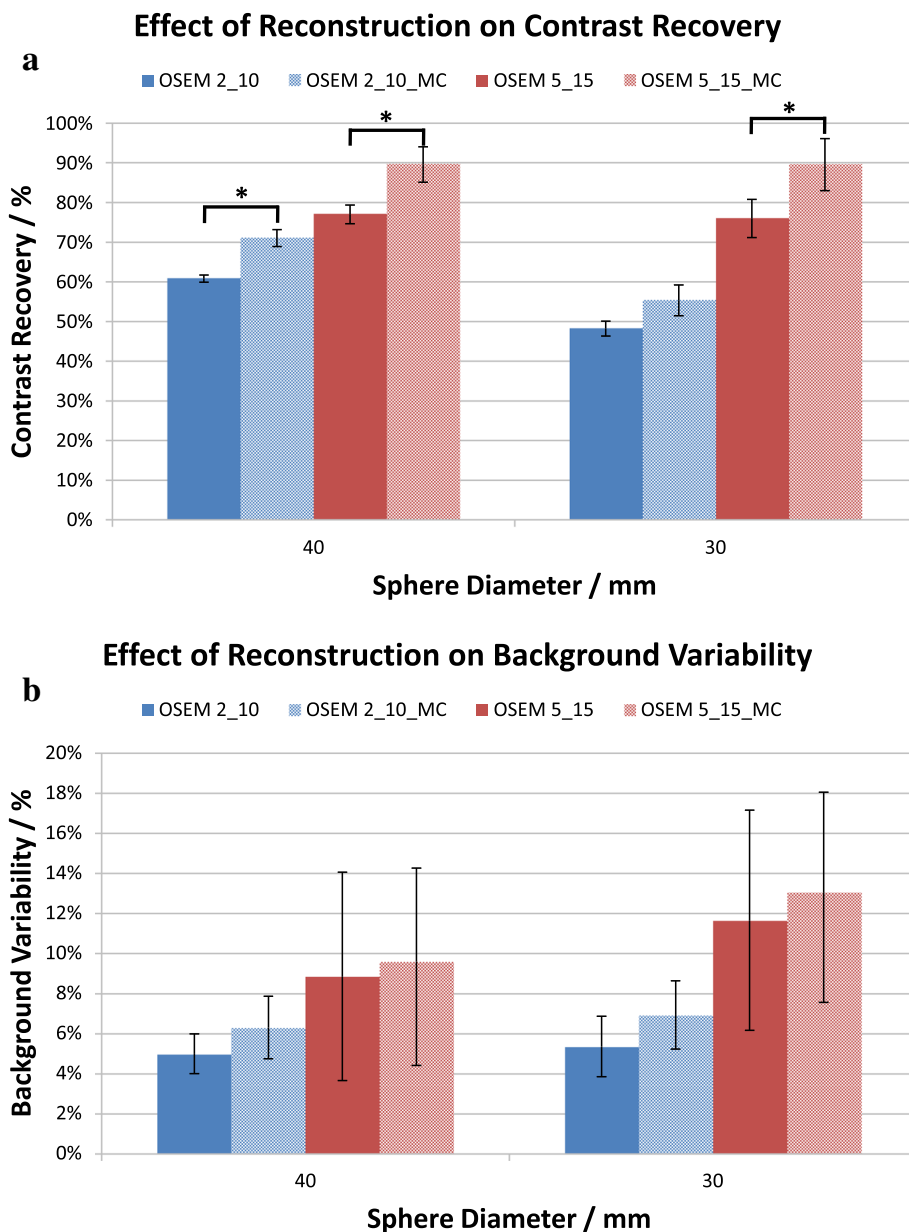 Effect of Reconstruction on Contrast Recovery
a
OSEM 2_10 OSEM 2_10_MC OSEM 5_15 OSEM 5_15_MC
Contrast Recovery / %
100%
90%
80%
70%
60%
50%
40%
30%
20%
10%
0%
* * *
40 30
Sphere Diameter / mm
Effect of Reconstruction on Background Variability
b
OSEM 2_10 OSEM 2_10_MC OSEM 5_15 OSEM 5_15_MC
Background Variability / %
20%
18%
16%
14%
12%
10%
8%
6%
4%
2%
0%
40 30
Sphere Diameter / mm